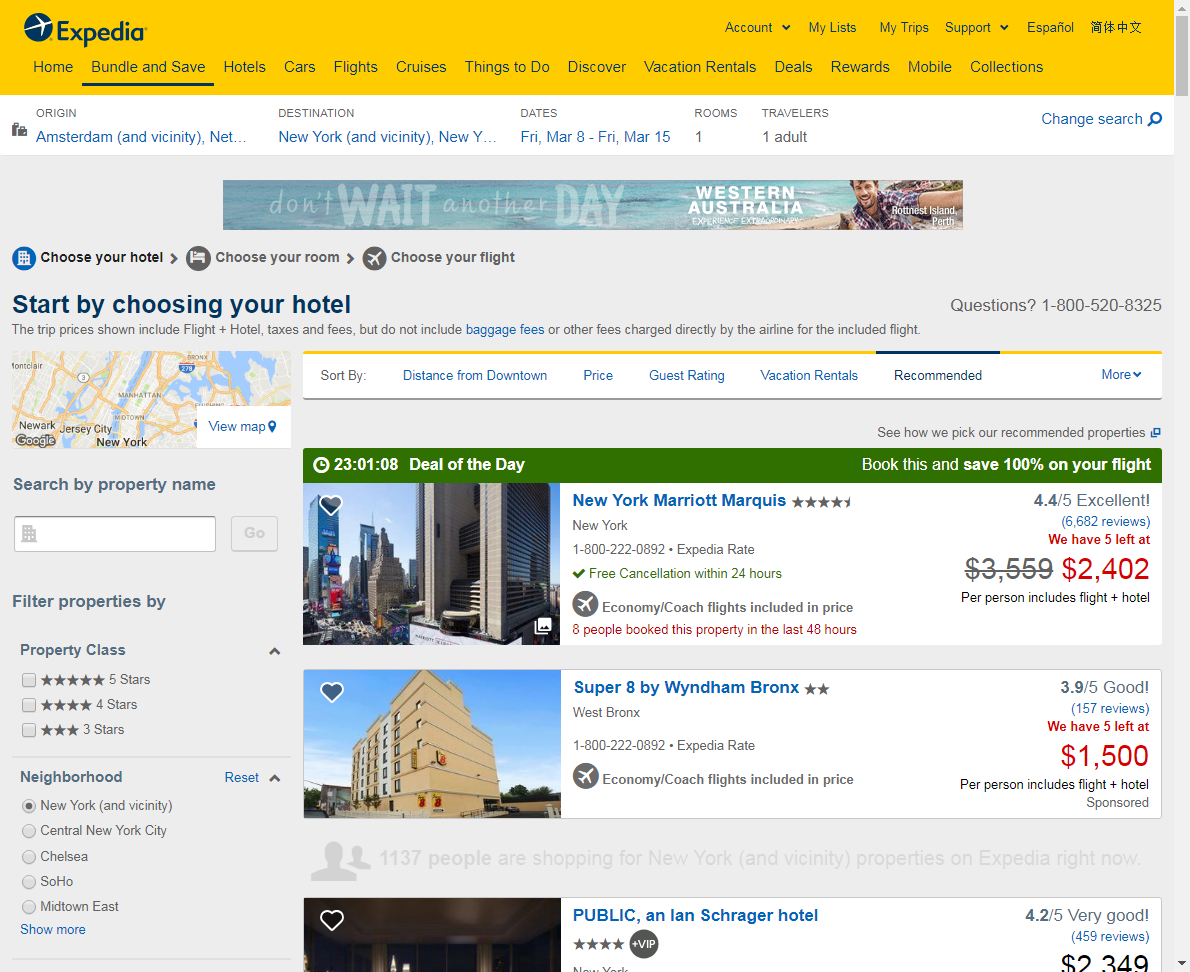 Expedia
Account My Lists My Trips Support Español 简体中文
Home Bundle and Save Hotels Cars Flights Cruises Things to Do Discover Vacation Rentals Deals Rewards Mobile Collections
ORIGIN DESTINATION DATES ROOMS TRAVELERS
Amsterdam (and vicinity), Net... New York (and vicinity), New Y... Fri, Mar 8 - Fri, Mar 15 1 1 adult
Change search
don't WAIT another DAY
WESTERN
AUSTRALIA
EXPERIENCE EXTRAORDINARY
Rottnest Island,
Perth
Choose your hotel Choose your room Choose your flight
Start by choosing your hotel
Questions? 1-800-520-8325
The trip prices shown include Flight + Hotel, taxes and fees, but do not include baggage fees or other fees charged directly by the airline for the included flight.
BRONX
Montclair
278
3
MANHATTAN
MIDTOWN
Newark
Jersey City
New York
Google
View map
Sort By: Distance from Downtown Price Guest Rating Vacation Rentals Recommended More
See how we pick our recommended properties
Search by property name
Go
Filter properties by
Property Class
5 Stars
4 Stars
3 Stars
Neighborhood Reset
New York (and vicinity)
Central New York City
Chelsea
SoHo
Midtown East
Show more
23:01:08 Deal of the Day Book this and save 100% on your flight
New York Marriott Marquis
New York
1-800-222-0892 • Expedia Rate
Free Cancellation within 24 hours
Economy/Coach flights included in price
8 people booked this property in the last 48 hours
4.4/5 Excellent!
(6,682 reviews)
We have 5 left at
$3,559 $2,402
Per person includes flight + hotel
Super 8 by Wyndham Bronx
West Bronx
1-800-222-0892 • Expedia Rate
Economy/Coach flights included in price
3.9/5 Good!
(157 reviews)
We have 5 left at
$1,500
Per person includes flight + hotel
Sponsored
1137 people are shopping for New York (and vicinity) properties on Expedia right now.
PUBLIC, an Ian Schrager hotel
+VIP
New York
4.2/5 Very good!
(459 reviews)
$2,349